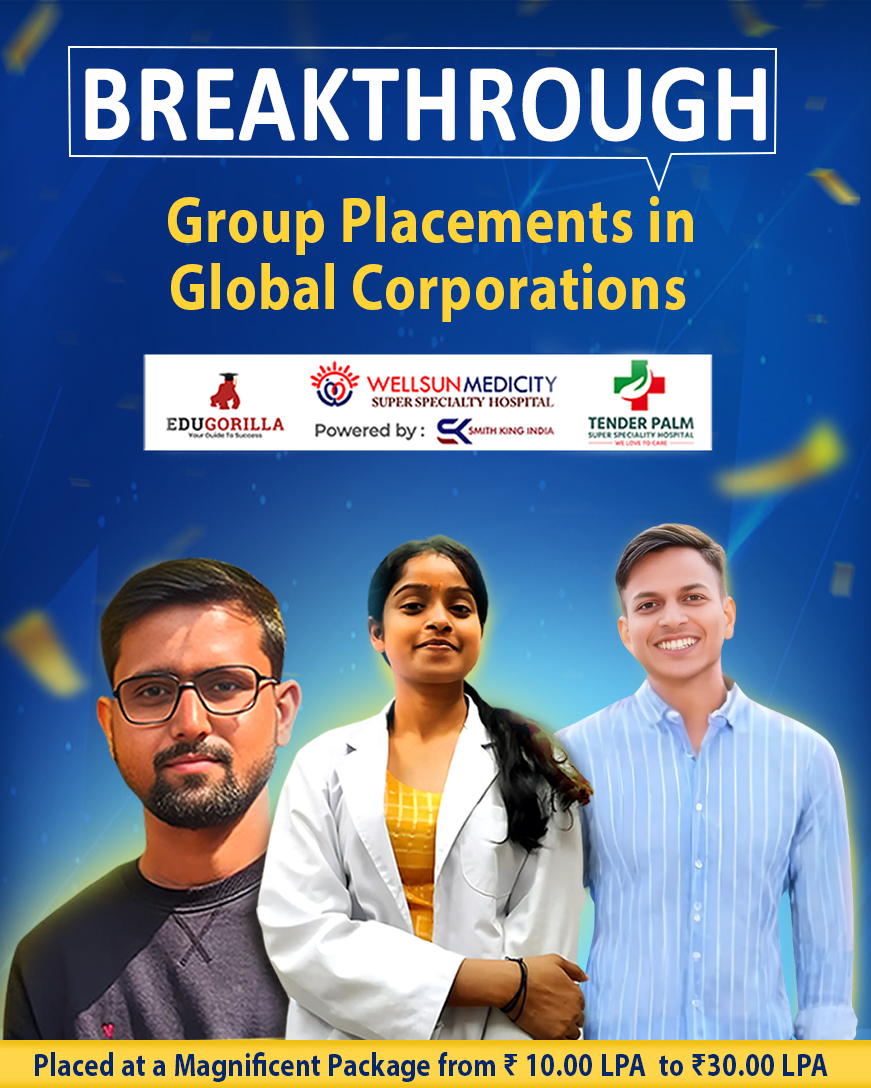 BREAKTHROUGH
Group Placements in
Global Corporations
EDUGORILLA
Your Guide To Success
WELLSUN MEDICITY
SUPER SPECIALTY HOSPITAL
Powered by : SK SMITH KING INDIA
TENDER PALM
SUPER SPECIALITY HOSPITAL
WE LOVE TO CARE
Placed at a Magnificent Package from ₹ 10.00 LPA to ₹30.00 LPA